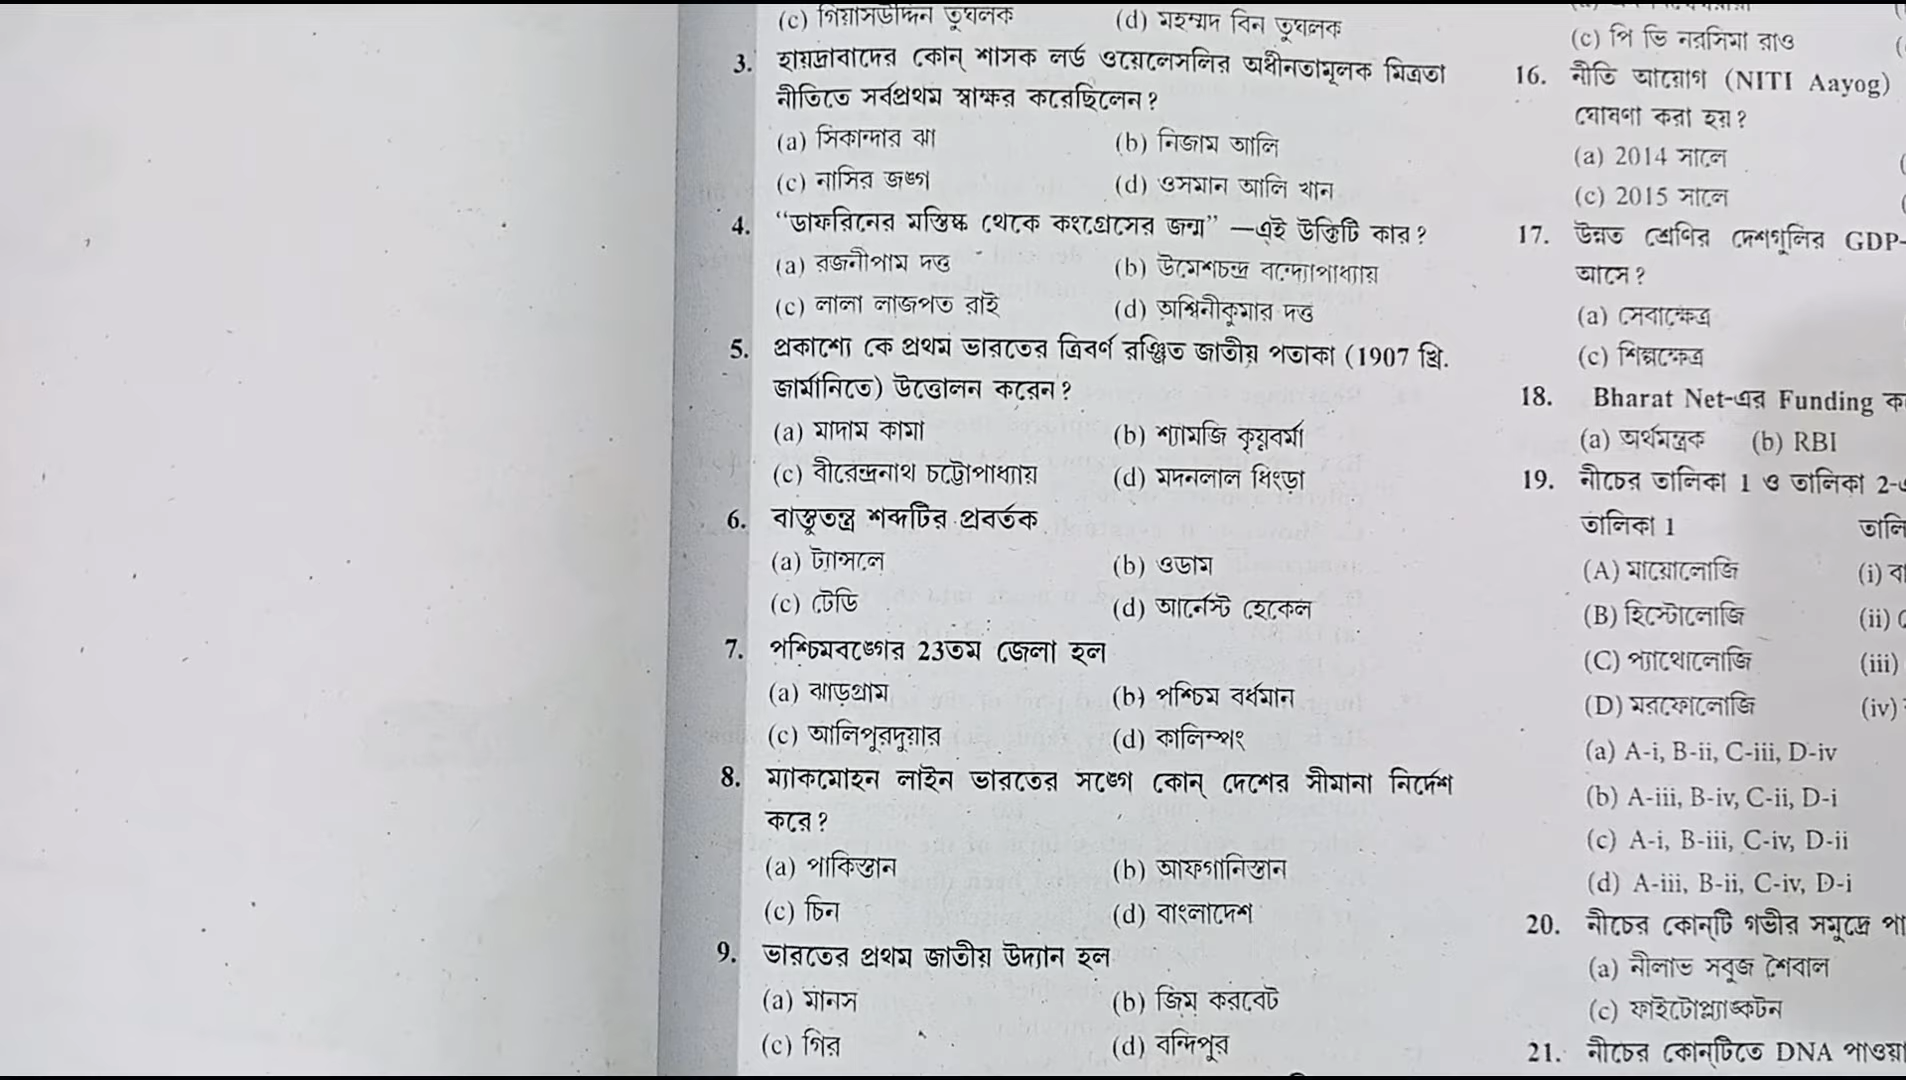 (c) গিয়াসউদ্দিন তুঘলক (d) মহম্মদ বিন তুঘলক
3. হায়দ্রাবাদের কোন্ শাসক লর্ড ওয়েলেসলির অধীনতামূলক মিত্রতা
নীতিতে সর্বপ্রথম স্বাক্ষর করেছিলেন?
(a) সিকান্দার ঝা (b) নিজাম আলি
(c) নাসির জঙ্গ (d) ওসমান আলি খান
4. “ডাফরিনের মস্তিষ্ক থেকে কংগ্রেসের জন্ম” —এই উক্তিটি কার?
(a) রজনীপাম দত্ত (b) উমেশচন্দ্র বন্দ্যোপাধ্যায়
(c) লালা লাজপত রাই (d) অশ্বিনীকুমার দত্ত
5. প্রকাশ্যে কে প্রথম ভারতের ত্রিবর্ণ রঞ্জিত জাতীয় পতাকা (1907 খ্রি.
জার্মানিতে) উত্তোলন করেন?
(a) মাদাম কামা (b) শ্যামজি কৃষ্ণবর্মা
(c) বীরেন্দ্রনাথ চট্টোপাধ্যায় (d) মদনলাল ধিংড়া
6. বাস্তুতন্ত্র শব্দটির প্রবর্তক
(a) ট্যান্সলে (b) ওডাম
(c) টেডি (d) আর্নেস্ট হেকেল
7. পশ্চিমবঙ্গের 23তম জেলা হল
(a) ঝাড়গ্রাম (b) পশ্চিম বর্ধমান
(c) আলিপুরদুয়ার (d) কালিম্পং
8. ম্যাকমোহন লাইন ভারতের সঙ্গে কোন্ দেশের সীমানা নির্দেশ
করে?
(a) পাকিস্তান (b) আফগানিস্তান
(c) চিন (d) বাংলাদেশ
9. ভারতের প্রথম জাতীয় উদ্যান হল
(a) মানস (b) জিম করবেট
(c) গির (d) বন্দিপুর
(c) পি ভি নরসিমা রাও
16. নীতি আয়োগ (NITI Aayog)
ঘোষণা করা হয়?
(a) 2014 সালে
(c) 2015 সালে
17. উন্নত শ্রেণির দেশগুলির GDP-
আসে?
(a) সেবাক্ষেত্র
(c) শিল্পক্ষেত্র
18. Bharat Net-এর Funding ক
(a) অর্থমন্ত্রক (b) RBI
19. নীচের তালিকা 1 ও তালিকা 2-
তালিকা 1 তালি
(A) মায়োলোজি (i) ব
(B) হিস্টোলোজি (ii)
(C) প্যাথোলোজি (iii)
(D) মরফোলোজি (iv)
(a) A-i, B-ii, C-iii, D-iv
(b) A-iii, B-iv, C-ii, D-i
(c) A-i, B-iii, C-iv, D-ii
(d) A-iii, B-ii, C-iv, D-i
20. নীচের কোন্‌টি গভীর সমুদ্রে পা
(a) নীলাভ সবুজ শৈবাল
(c) ফাইটোপ্ল্যাঙ্কটন
21. নীচের কোন্‌টিতে DNA পাওয়া